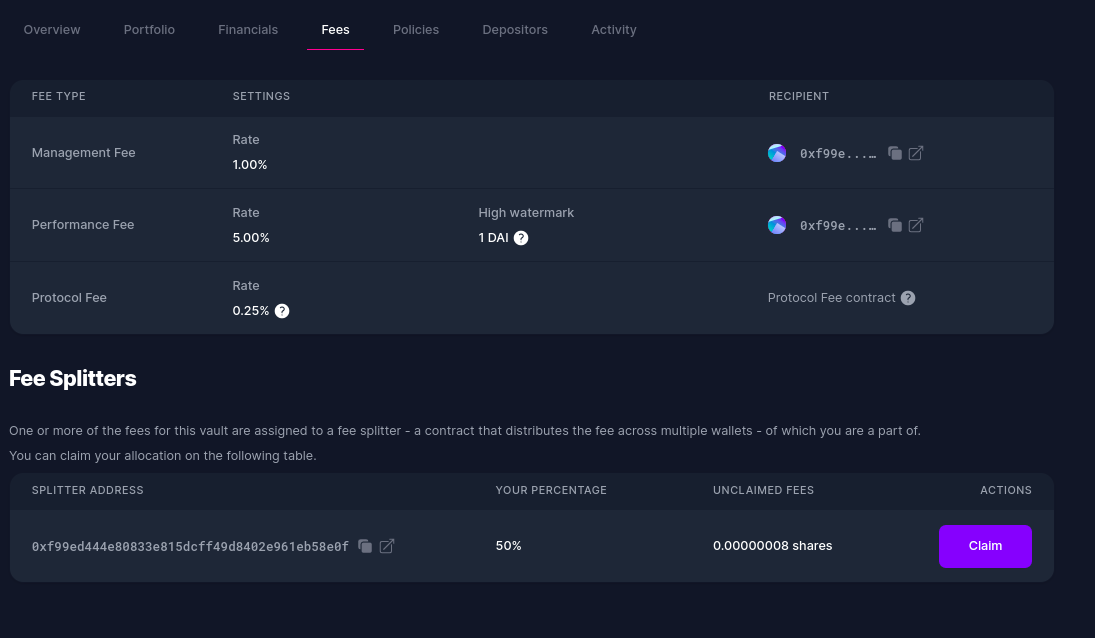 Overview Portfolio Financials Fees Policies Depositors Activity
FEE TYPE SETTINGS RECIPIENT
Management Fee
Rate
1.00%
0xf99e...…
Performance Fee
Rate
5.00%
High watermark
1 DAI ?
0xf99e...…
Protocol Fee
Rate
0.25% ?
Protocol Fee contract ?
Fee Splitters
One or more of the fees for this vault are assigned to a fee splitter - a contract that distributes the fee across multiple wallets - of which you are a part of.
You can claim your allocation on the following table.
SPLITTER ADDRESS YOUR PERCENTAGE UNCLAIMED FEES ACTIONS
0xf99ed444e80833e815dcff49d8402e961eb58e0f 50% 0.00000008 shares Claim